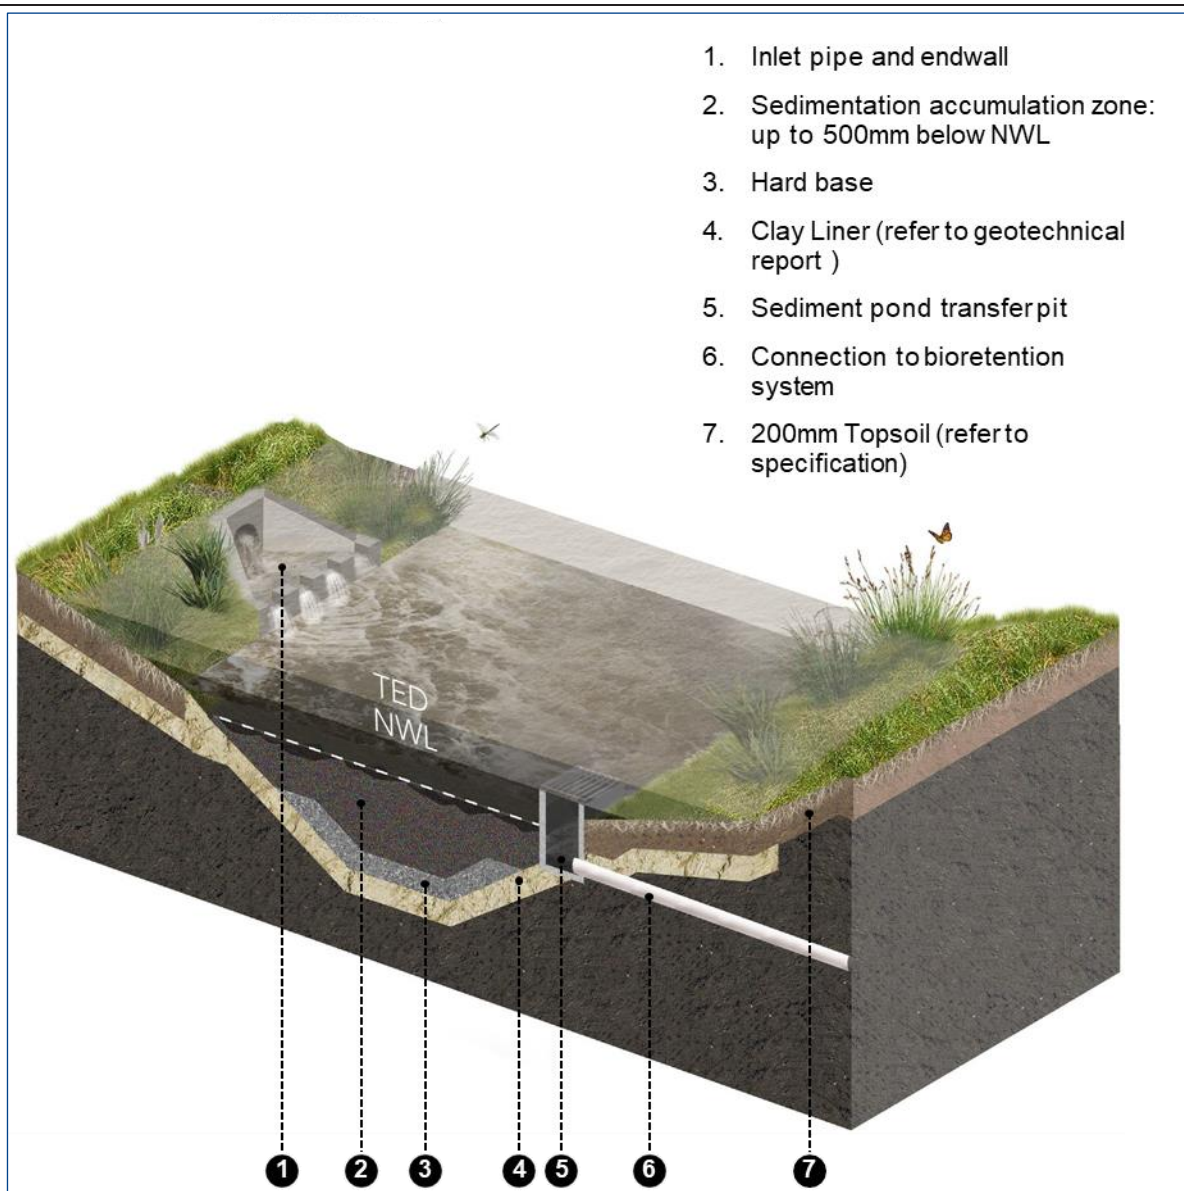 1. Inlet pipe and endwall
2. Sedimentation accumulation zone:
up to 500mm below NWL
3. Hard base
4. Clay Liner (refer to geotechnical
report )
5. Sediment pond transfer pit
6. Connection to bioretention
system
7. 200mm Topsoil (refer to
specification)
TED
NWL
1 2 3 4 5 6 7